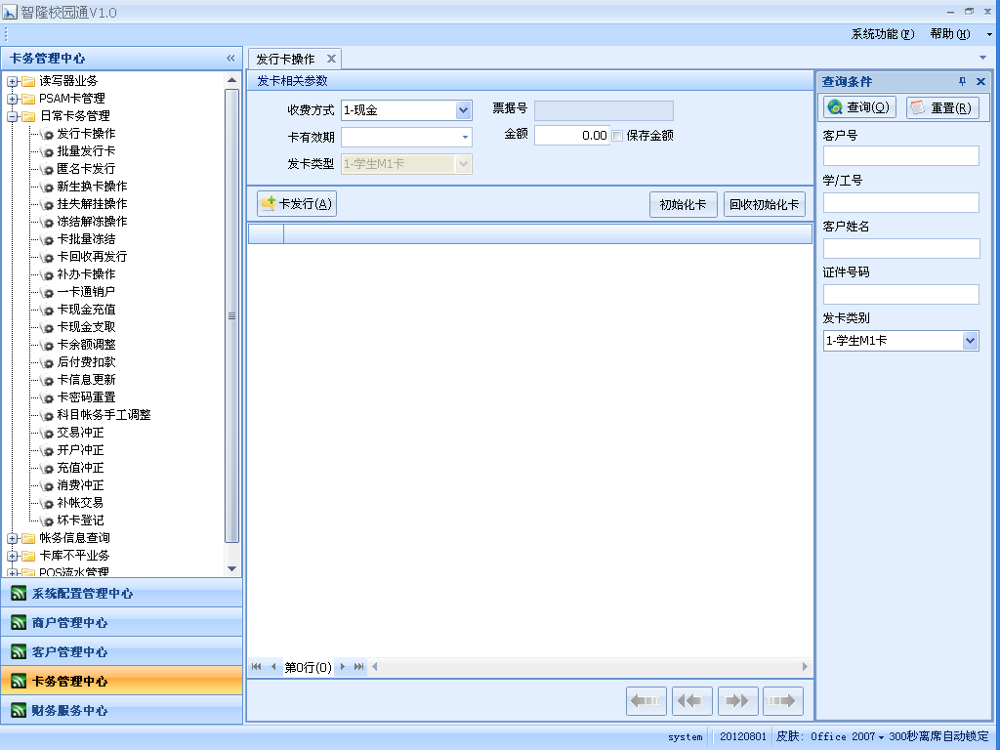 智隆校园通V1.0
系统功能(F) 帮助(H)
卡务管理中心
读写器业务
PSAM卡管理
日常卡务管理
发行卡操作
批量发行卡
匿名卡发行
新生换卡操作
挂失解挂操作
冻结解冻操作
卡批量冻结
卡回收再发行
补办卡操作
一卡通销户
卡现金充值
卡现金支取
卡余额调整
后付费扣款
卡信息更新
卡密码重置
科目帐务手工调整
交易冲正
开户冲正
充值冲正
消费冲正
补帐交易
坏卡登记
帐务信息查询
卡库不平业务
POS流水管理
系统配置管理中心
商户管理中心
客户管理中心
卡务管理中心
财务服务中心
发行卡操作
发卡相关参数
收费方式 1-现金 票据号
卡有效期 金额 0.00 保存金额
发卡类型 1-学生M1卡
卡发行(A) 初始化卡 回收初始化卡
第0行(0)
查询条件
查询(Q) 重置(R)
客户号
学/工号
客户姓名
证件号码
发卡类别
1-学生M1卡
system 20120801 皮肤: Office 2007 300秒离席自动锁定